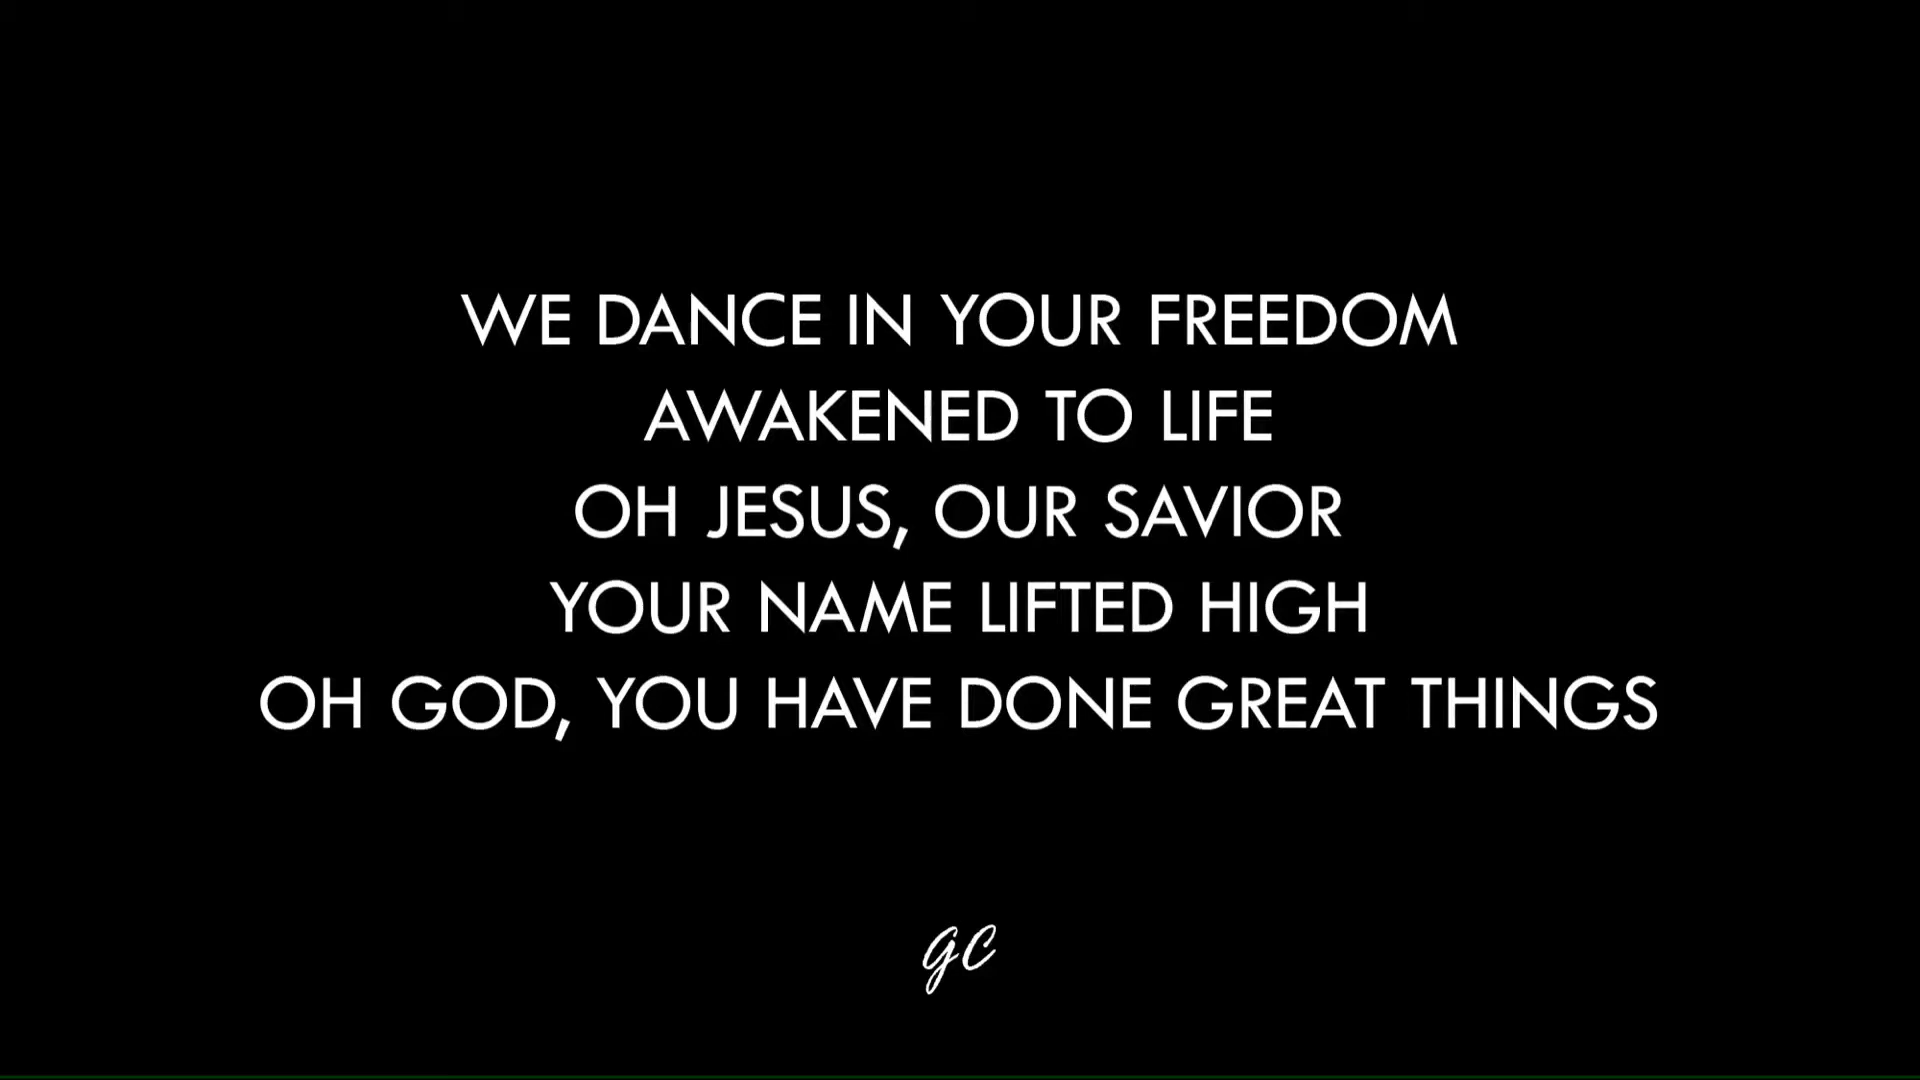 WE DANCE IN YOUR FREEDOM
AWAKENED TO LIFE
OH JESUS, OUR SAVIOR
YOUR NAME LIFTED HIGH
OH GOD, YOU HAVE DONE GREAT THINGS
gc